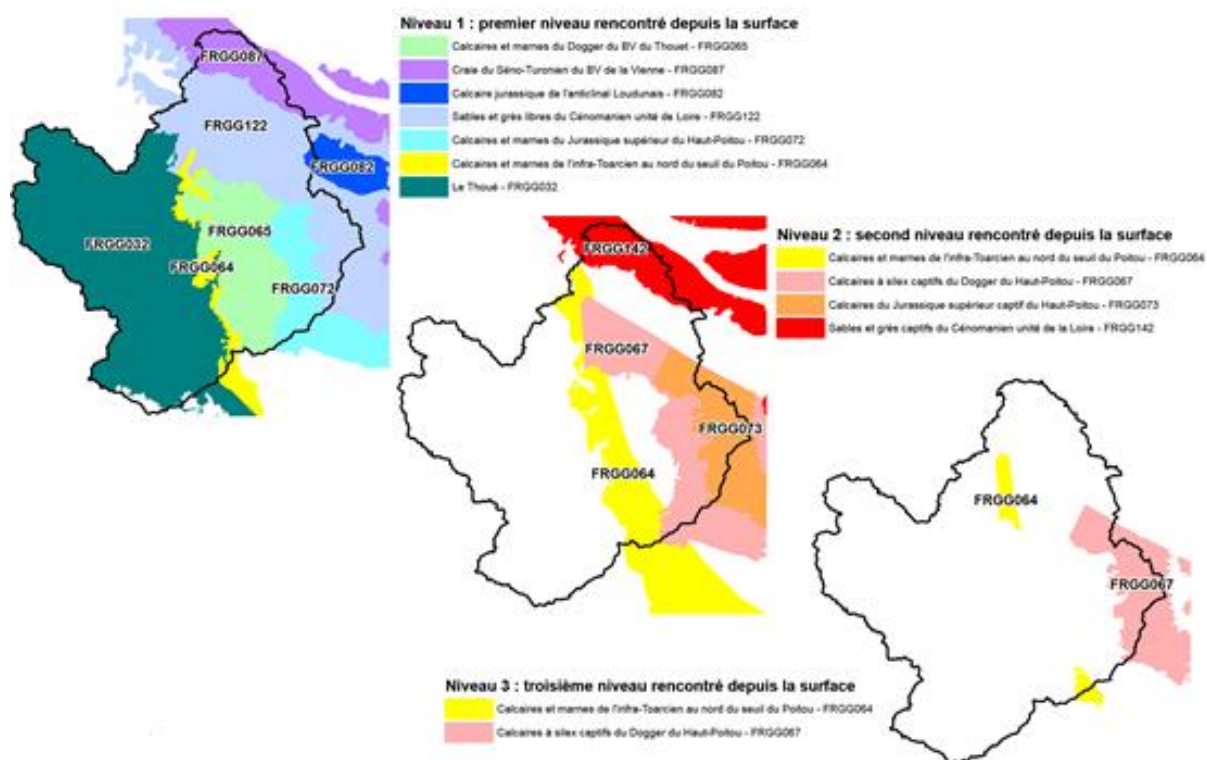 Niveau 1 : premier niveau rencontré depuis la surface
Calcaires et marnes du Dogger du BV du Thouet - FRGG065
Craie du Séno-Turonien du BV de la Vienne - FRGG087
Calcaire jurassique de l'anticlinal Loudunais - FRGG082
Sables et grès libres du Cénomanien unité de Loire - FRGG122
Calcaires et marnes du Jurassique supérieur du Haut-Poitou - FRGG072
Calcaires et marnes de l'infra-Toarcien au nord du seuil du Poitou - FRGG064
Le Thoué - FRGG032
FRGG087
FRGG122
FRGG082
FRGG032
FRGG065
FRGG064
FRGG072
Niveau 2 : second niveau rencontré depuis la surface
Calcaires et marnes de l'infra-Toarcien au nord du seuil du Poitou - FRGG064
Calcaires à silex captifs du Dogger du Haut-Poitou - FRGG067
Calcaires du Jurassique supérieur captif du Haut-Poitou - FRGG073
Sables et grès captifs du Cénomanien unité de la Loire - FRGG142
FRGG142
FRGG067
FRGG073
FRGG064
Niveau 3 : troisième niveau rencontré depuis la surface
Calcaires et marnes de l'infra-Toarcien au nord du seuil du Poitou - FRGG064
Calcaires à silex captifs du Dogger du Haut-Poitou - FRGG067
FRGG064
FRGG067